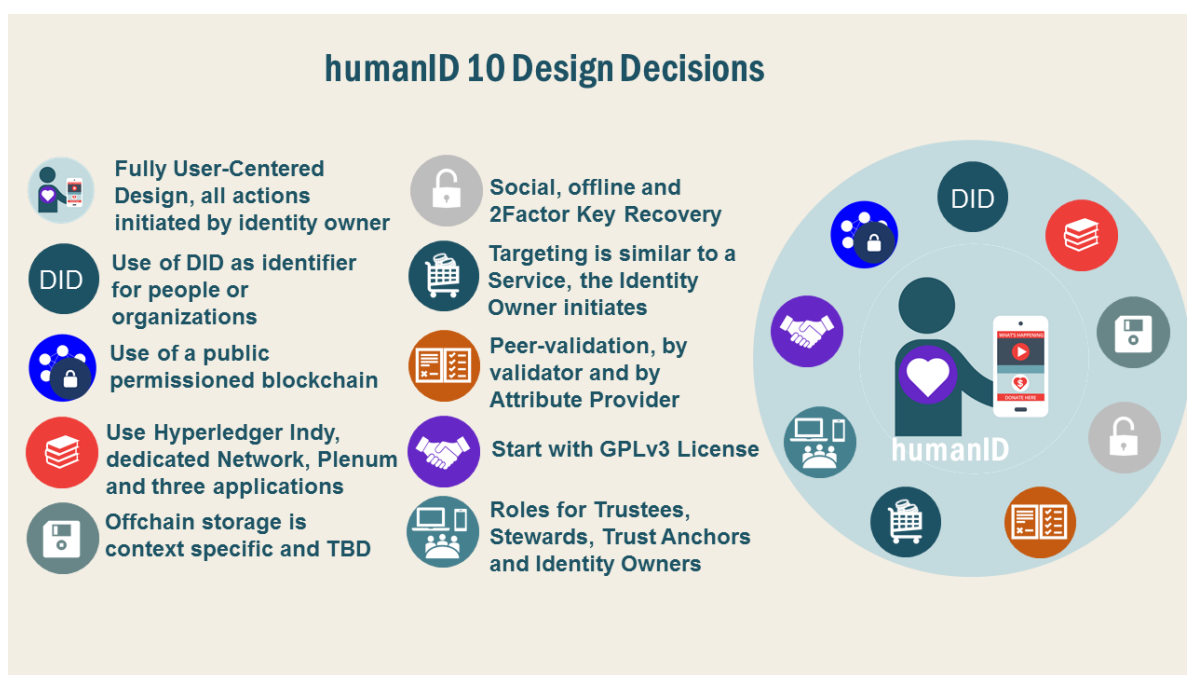 humanID 10 Design Decisions
Fully User-Centered
Design, all actions
initiated by identity owner
DID
Use of DID as identifier
for people or
organizations
Use of a public
permissioned blockchain
Use Hyperledger Indy,
dedicated Network, Plenum
and three applications
Offchain storage is
context specific and TBD
Social, offline and
2Factor Key Recovery
Targeting is similar to a
Service, the Identity
Owner initiates
Peer-validation, by
validator and by
Attribute Provider
Start with GPLv3 License
Roles for Trustees,
Stewards, Trust Anchors
and Identity Owners
DID
WHAT'S HAPPENING
$
DONATE HERE
humanID